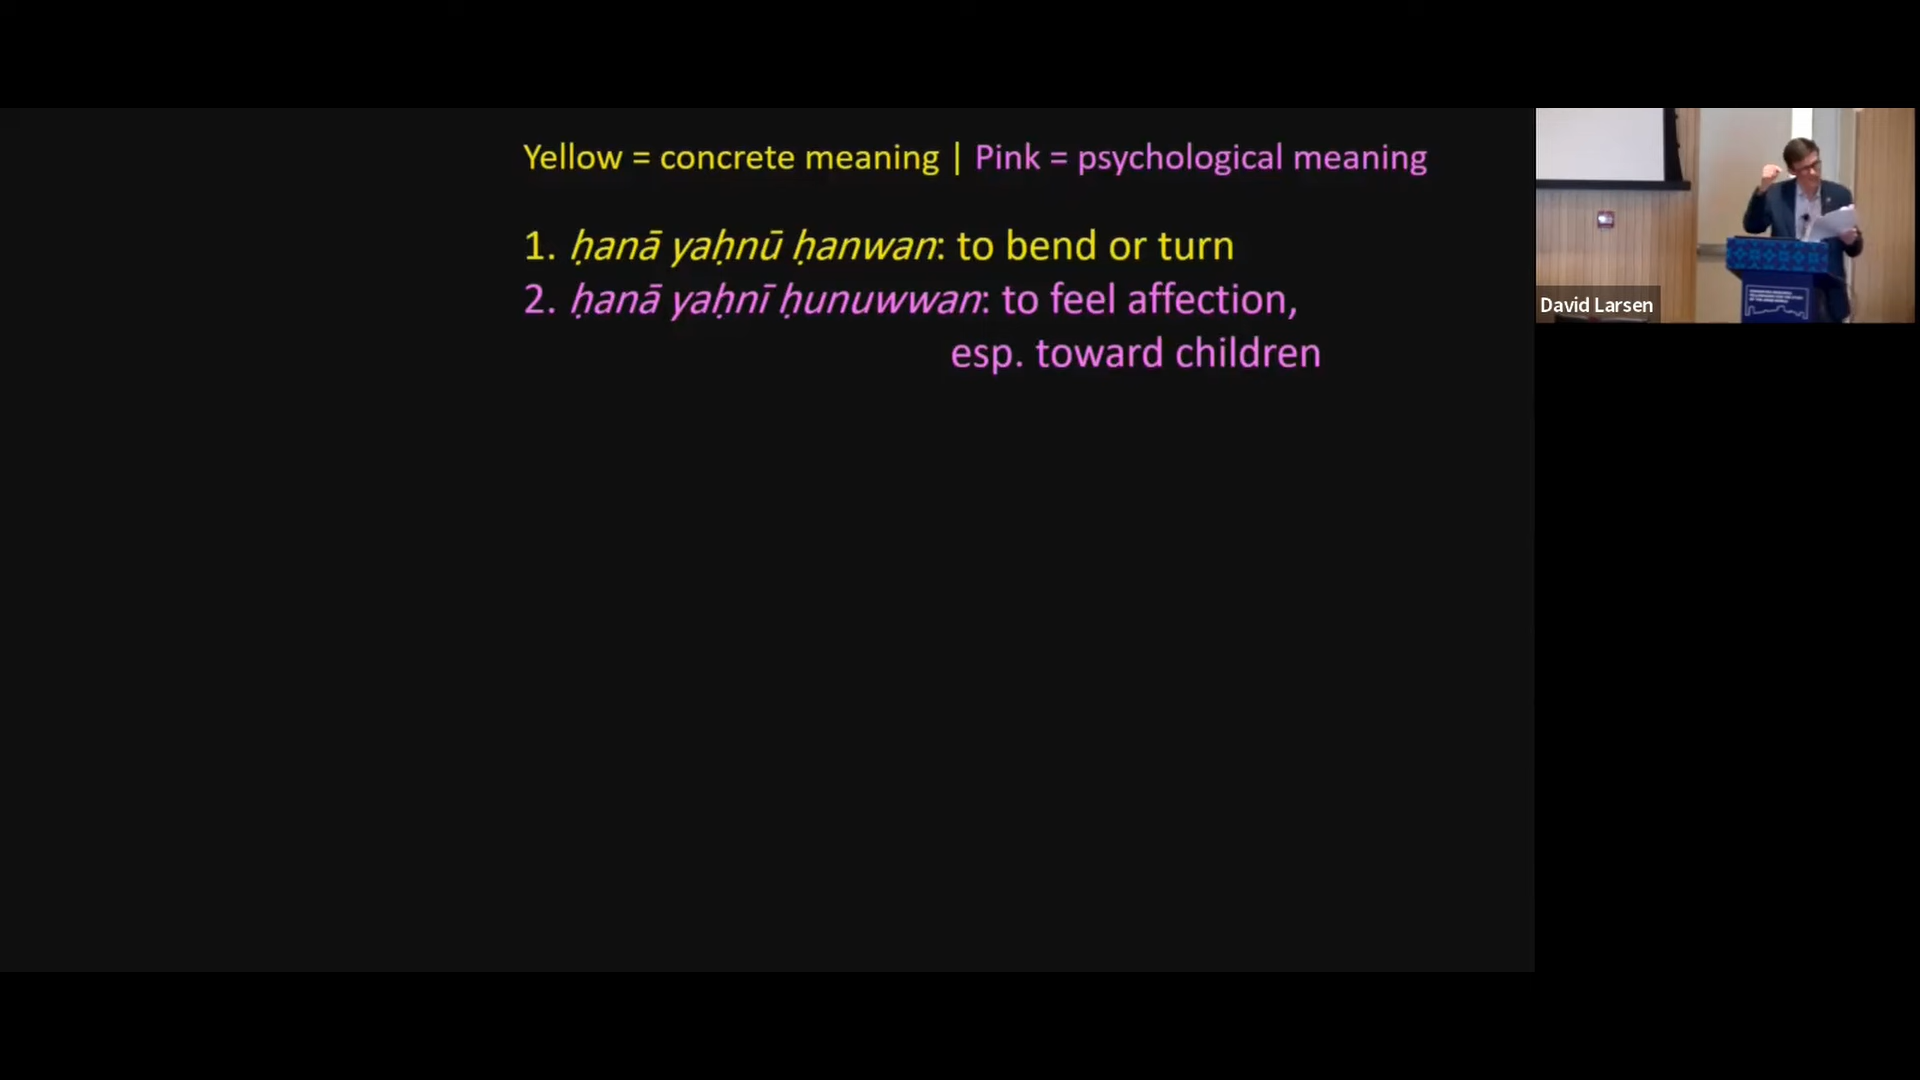 Yellow = concrete meaning | Pink = psychological meaning
1. ḥanā yaḥnū ḥanwan: to bend or turn
2. ḥanā yaḥnī ḥunuwwan: to feel affection,
esp. toward children
David Larsen